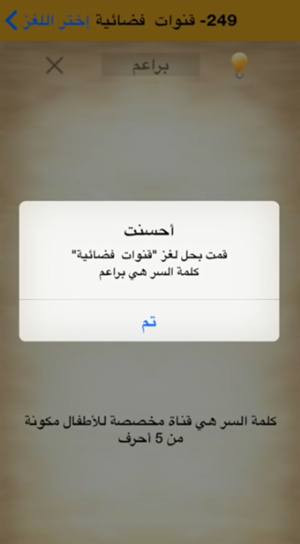 249- قنوات فضائية إختر اللغز
براعم
أحسنت
قمت بحل لغز "قنوات فضائية"
كلمة السر هي براعم
تم
كلمة السر هي قناة مخصصة للأطفال مكونة
من 5 أحرف